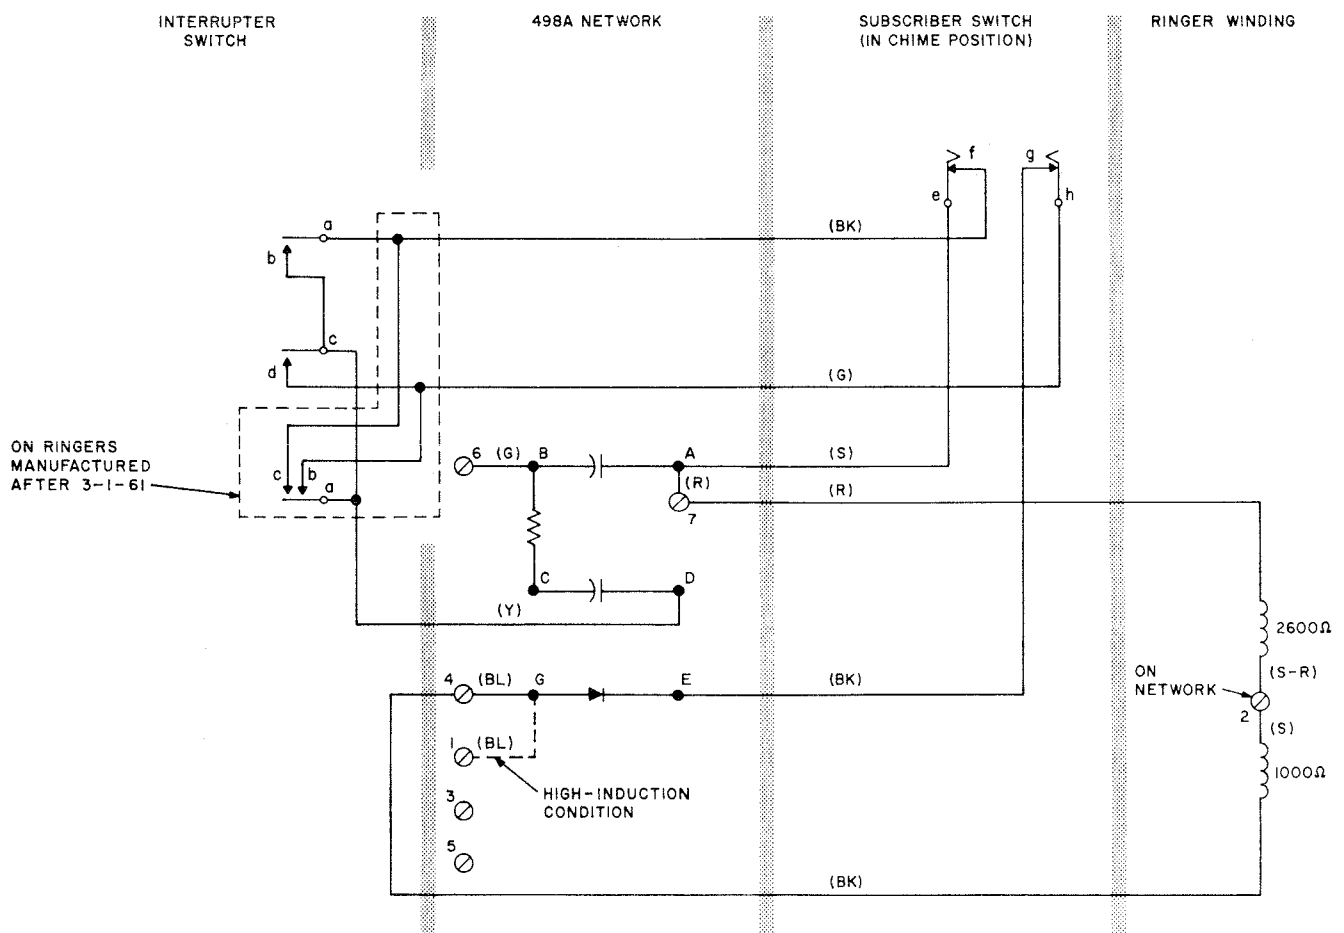 INTERRUPTER
SWITCH
498A NETWORK
SUBSCRIBER SWITCH
(IN CHIME POSITION)
RINGER WINDING
f
g
e
h
a
(BK)
b
c
d
(G)
ON RINGERS
MANUFACTURED
AFTER 3-1-61
c
b
a
6
(G)
B
A
(S)
(R)
(R)
7
C
D
(Y)
2600Ω
4
(BL)
G
E
(BK)
ON
NETWORK
(S-R)
2
(S)
1
(BL)
1000Ω
HIGH-INDUCTION
CONDITION
3
5
(BK)